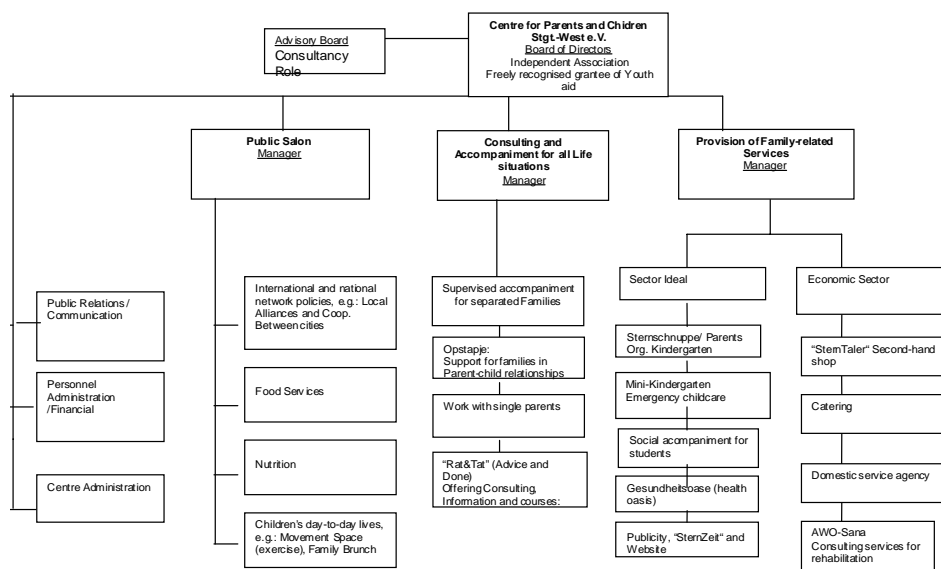 Centre for Parents and Chidren
Stgt.-West e.V.
Board of Directors
Independent Association
Freely recognised grantee of Youth
aid
Advisory Board
Consultancy
Role
Public Salon
Manager
Consulting and
Accompaniment for all Life
situations
Manager
Provision of Family-related
Services
Manager
Public Relations /
Communication
Personnel
Administration
/Financial
Centre Administration
International and national
network policies, e.g.: Local
Alliances and Coop.
Between cities
Food Services
Nutrition
Children's day-to-day lives,
e.g.: Movement Space
(exercise), Family Brunch
Supervised accompaniment
for separated Families
Opstapje:
Support for families in
Parent-child relationships
Work with single parents
"Rat&Tat" (Advice and
Done)
Offering Consulting,
Information and courses:
Sector Ideal
Sternschnuppe/ Parents
Org. Kindergarten
Mini-Kindergarten
Emergency childcare
Social acompaniment for
students
Gesundheitsoase (health
oasis)
Publicity, "SternZeit" and
Website
Economic Sector
"SternTaler" Second-hand
shop
Catering
Domestic service agency
AWO-Sana
Consulting services for
rehabilitation